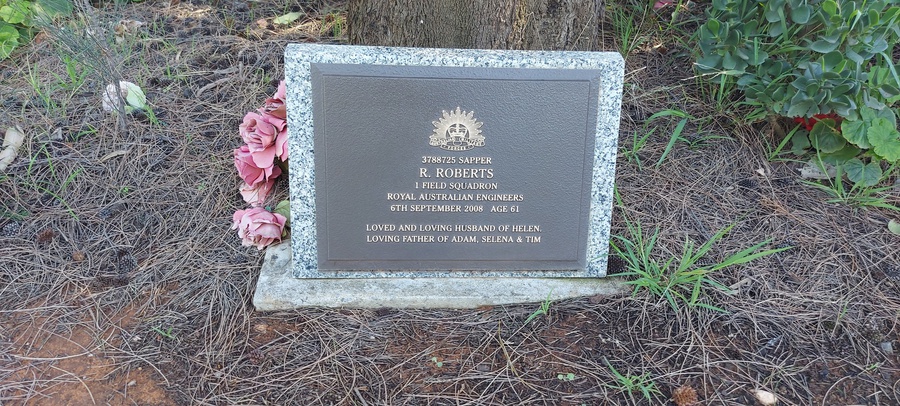 3788725 SAPPER
R. ROBERTS
1 FIELD SQUADRON
ROYAL AUSTRALIAN ENGINEERS
6TH SEPTEMBER 2008 AGE 61
LOVED AND LOVING HUSBAND OF HELEN.
LOVING FATHER OF ADAM, SELENA & TIM